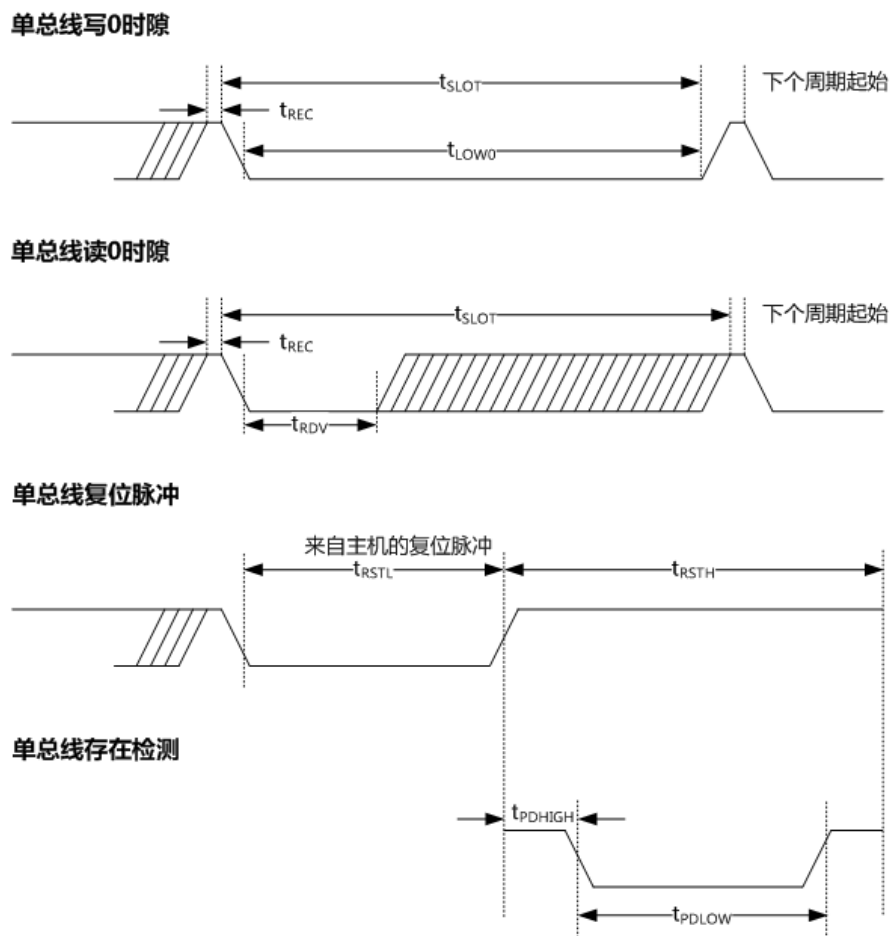 单总线写0时隙
tSLOT
下个周期起始
tREC
tLOW0
单总线读0时隙
tSLOT
下个周期起始
tREC
tRDV
单总线复位脉冲
来自主机的复位脉冲
tRSTL
tRSTH
单总线存在检测
tPDHIGH
tPDLOW